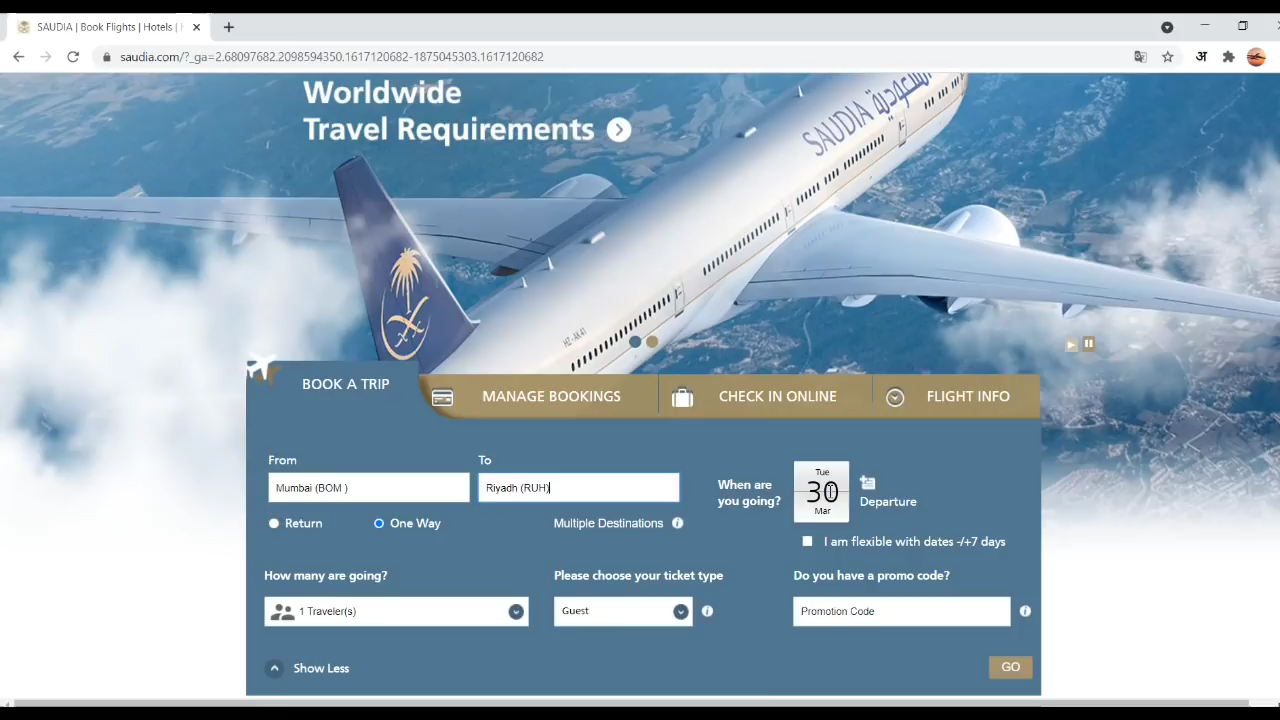 SAUDIA | Book Flights | Hotels |
saudia.com/?_ga=2.68097682.2098594350.1617120682-1875045303.1617120682
अ
Worldwide
Travel Requirements
SAUDIA السعودية
HZ-AK41
BOOK A TRIP
MANAGE BOOKINGS
CHECK IN ONLINE
FLIGHT INFO
From
To
Mumbai (BOM )
Riyadh (RUH)
When are
you going?
Tue
30
Mar
Departure
Return
One Way
Multiple Destinations
I am flexible with dates -/+7 days
How many are going?
Please choose your ticket type
Do you have a promo code?
1 Traveler(s)
Guest
Promotion Code
Show Less
GO